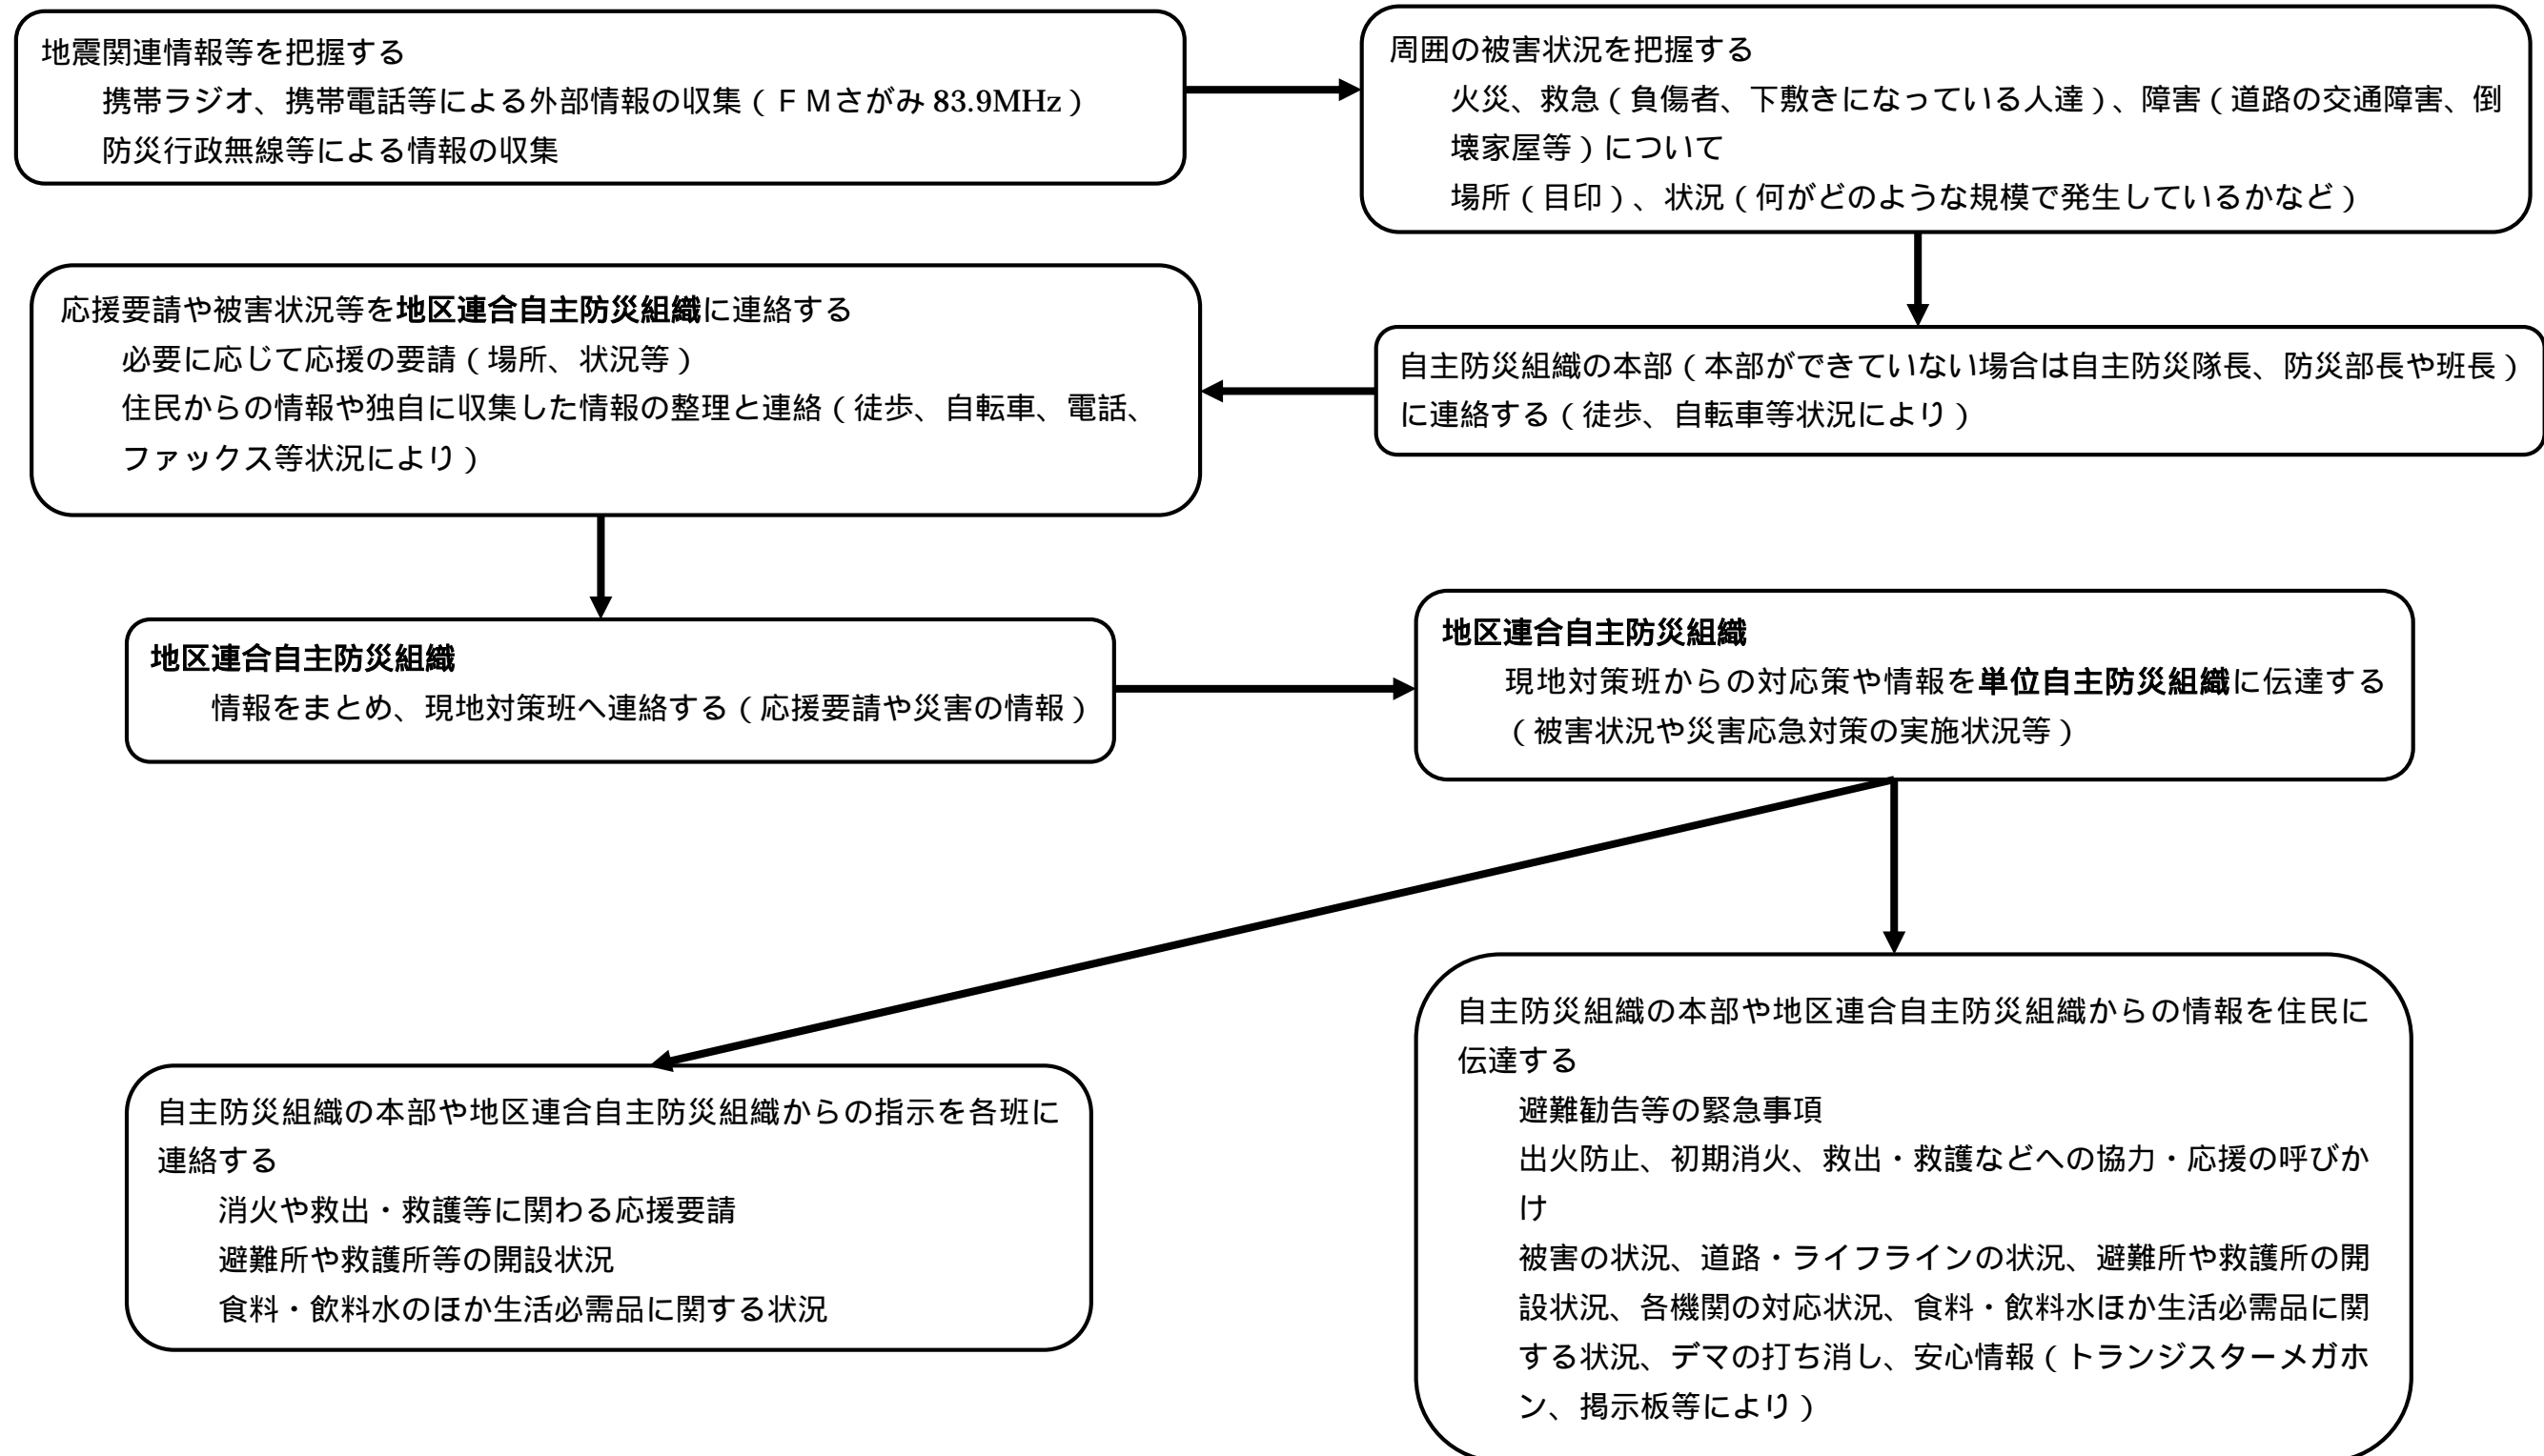 地震関連情報等を把握する
携帯ラジオ、携帯電話等による外部情報の収集（ＦＭさがみ 83.9MHz）
防災行政無線等による情報の収集
周囲の被害状況を把握する
火災、救急（負傷者、下敷きになっている人達）、障害（道路の交通障害、倒
壊家屋等）について
場所（目印）、状況（何がどのような規模で発生しているかなど）
自主防災組織の本部（本部ができていない場合は自主防災隊長、防災部長や班長）
に連絡する（徒歩、自転車等状況により）
応援要請や被害状況等を地区連合自主防災組織に連絡する
必要に応じて応援の要請（場所、状況等）
住民からの情報や独自に収集した情報の整理と連絡（徒歩、自転車、電話、
ファックス等状況により）
地区連合自主防災組織
情報をまとめ、現地対策班へ連絡する（応援要請や災害の情報）
地区連合自主防災組織
現地対策班からの対応策や情報を単位自主防災組織に伝達する
（被害状況や災害応急対策の実施状況等）
自主防災組織の本部や地区連合自主防災組織からの指示を各班に
連絡する
消火や救出・救護等に関わる応援要請
避難所や救護所等の開設状況
食料・飲料水のほか生活必需品に関する状況
自主防災組織の本部や地区連合自主防災組織からの情報を住民に
伝達する
避難勧告等の緊急事項
出火防止、初期消火、救出・救護などへの協力・応援の呼びか
け
被害の状況、道路・ライフラインの状況、避難所や救護所の開
設状況、各機関の対応状況、食料・飲料水ほか生活必需品に関
する状況、デマの打ち消し、安心情報（トランジスターメガホ
ン、掲示板等により）